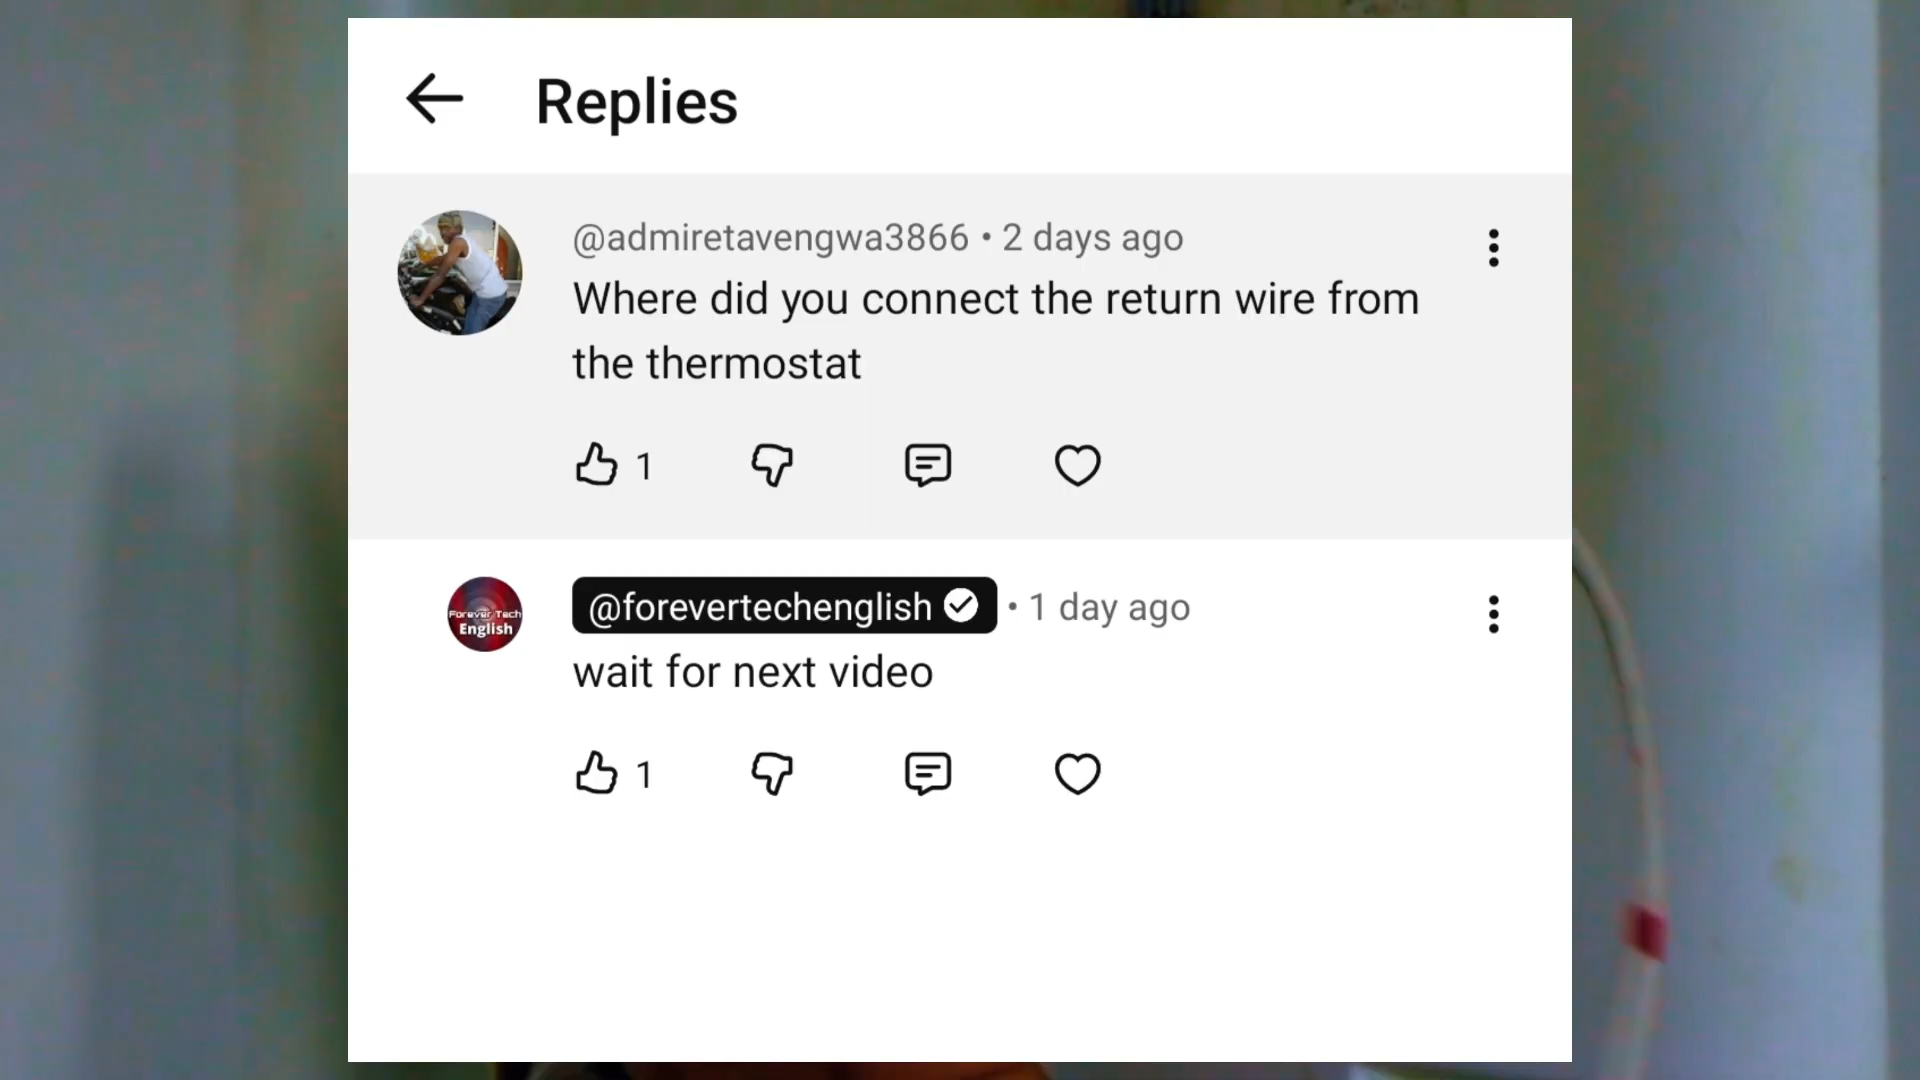 Replies
@admiretavengwa3866 • 2 days ago
Where did you connect the return wire from
the thermostat
1
Forever Tech
English
@forevertechenglish • 1 day ago
wait for next video
1